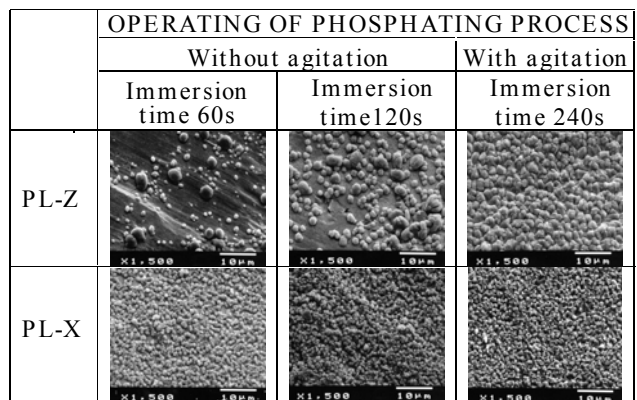 OPERATING OF PHOSPHATING PROCESS
Without agitation
With agitation
Immersion
time 60s
Immersion
time120s
Immersion
time 240s
PL-Z
X1,500 10µm
X1,500 10µm
X1,500 10µm
PL-X
X1,500 10µm
X1,500 10µm
X1,500 10µm